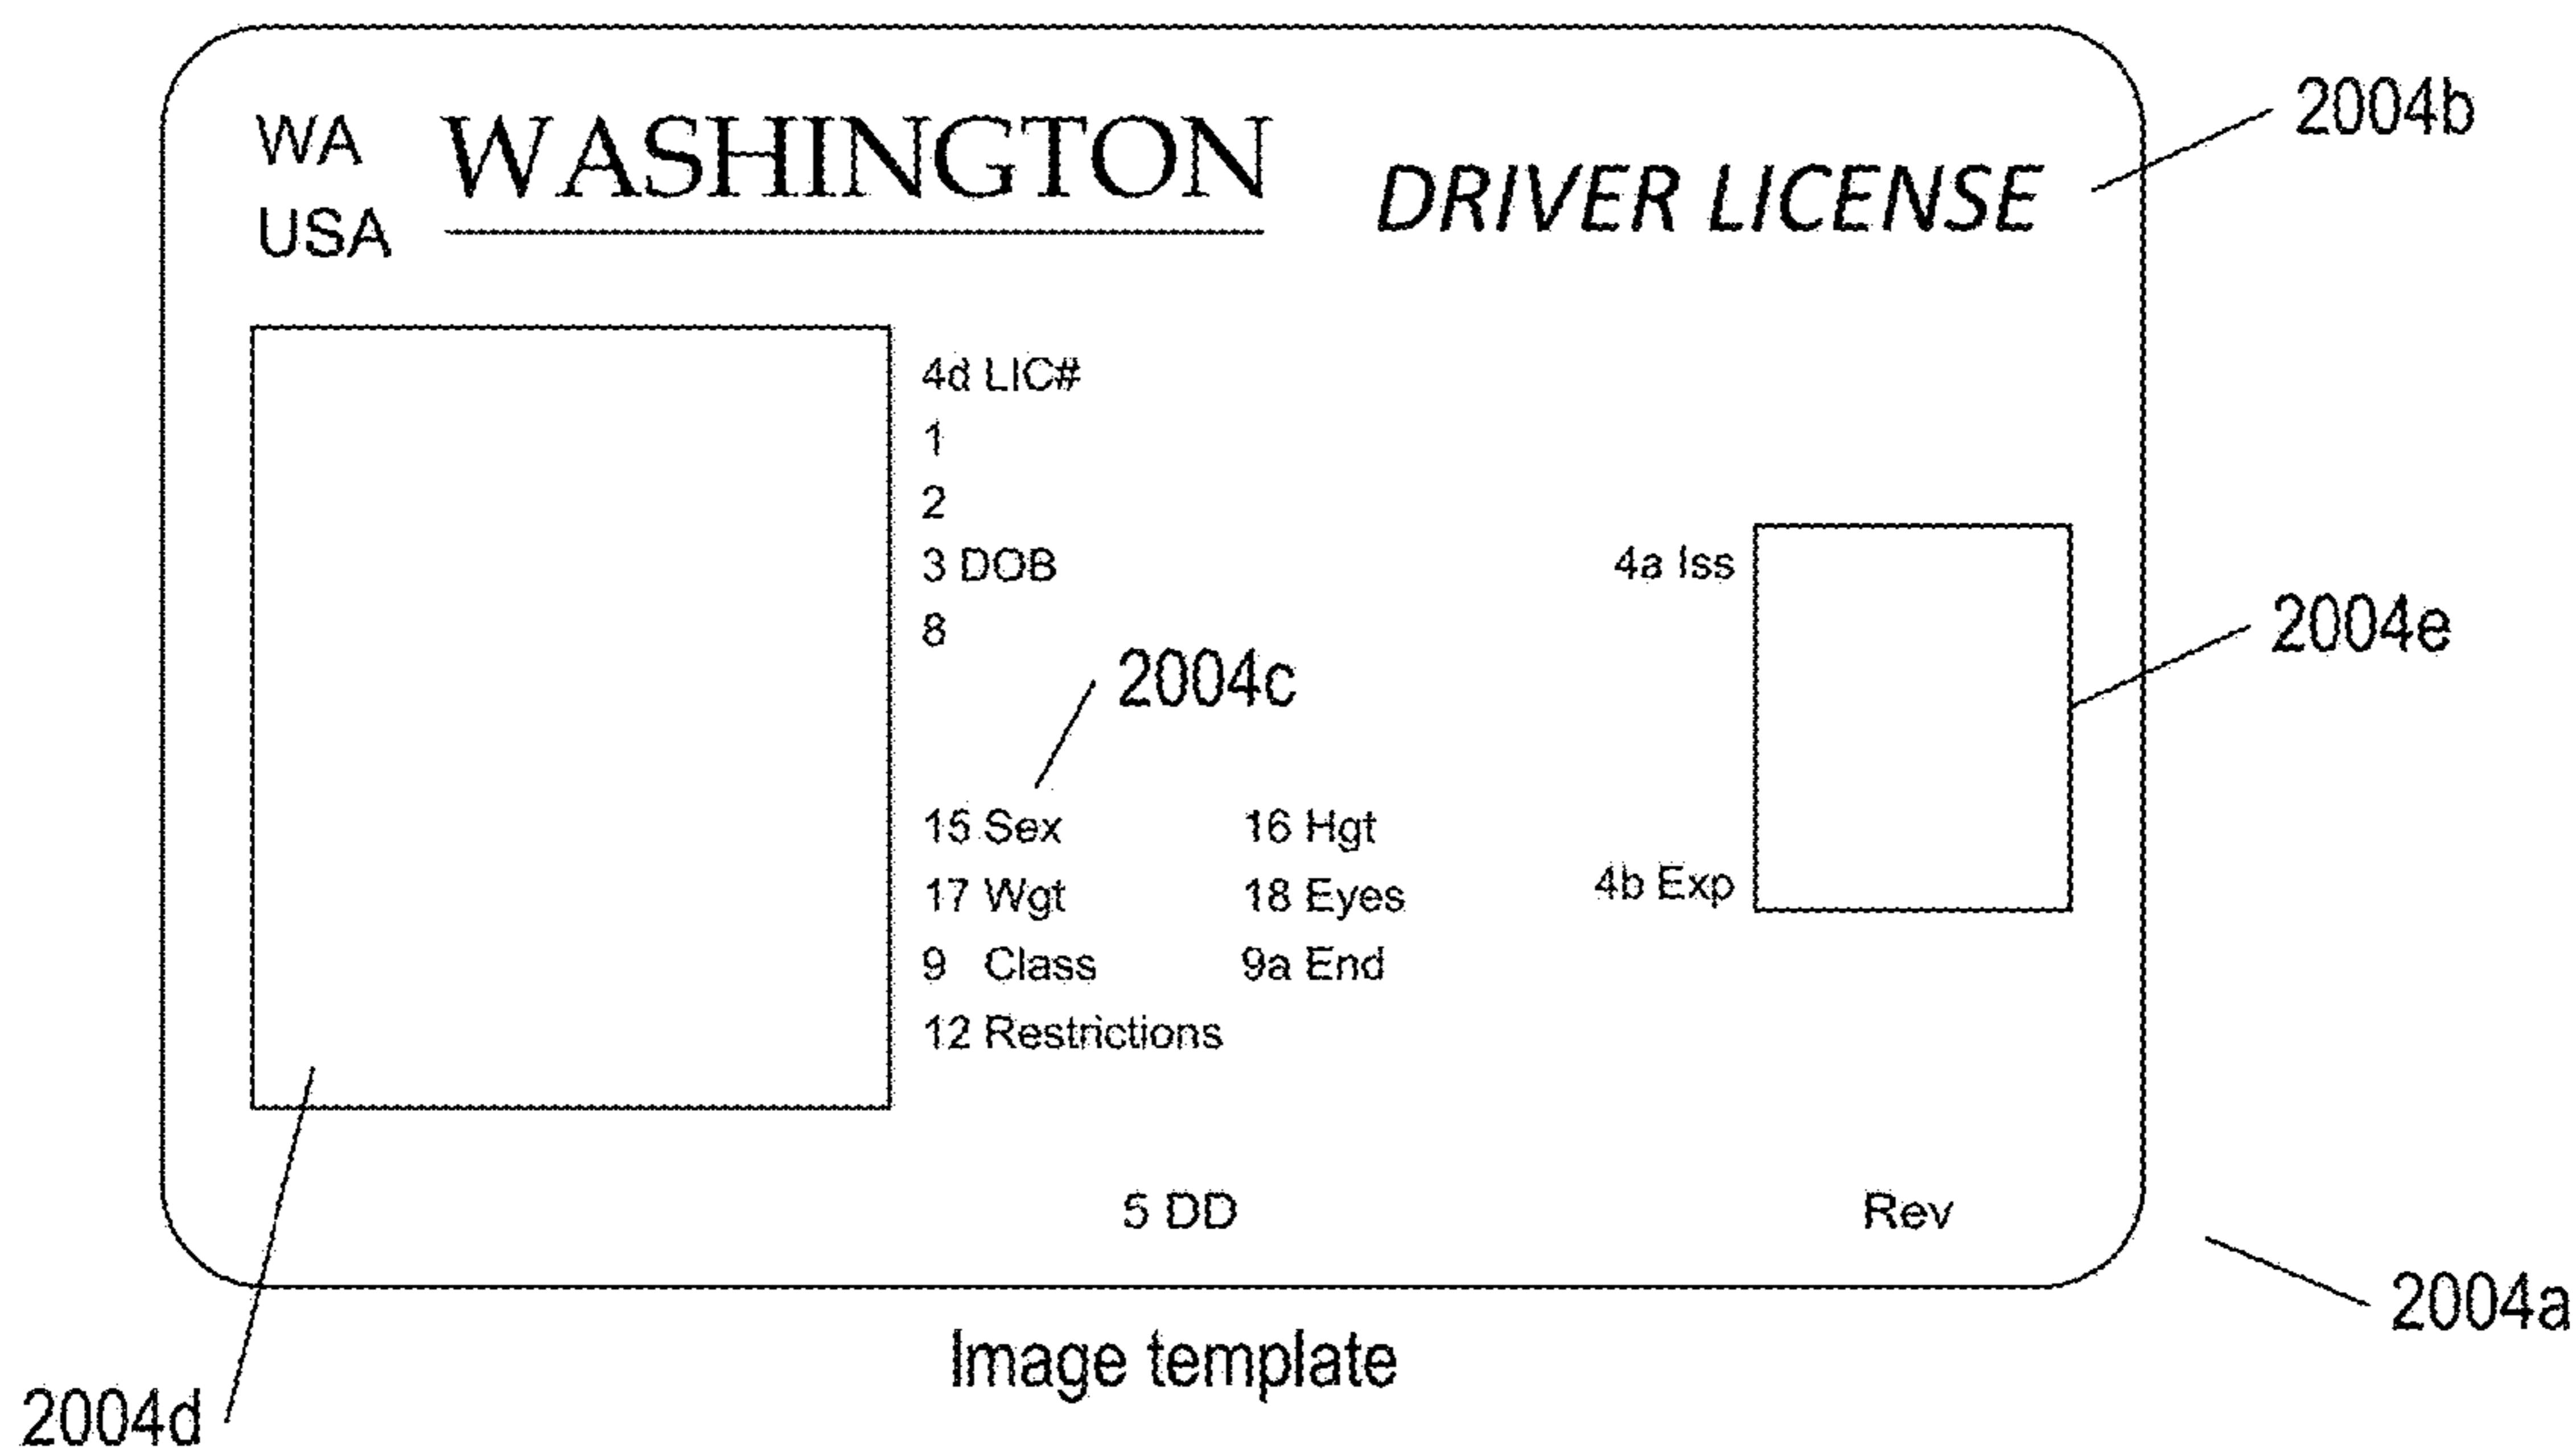 WA WASHINGTON
USA
DRIVER LICENSE
2004b
4d LIC#
1
2
3 DOB
4a Iss
8
2004e
2004c
15 Sex 16 Hgt
17 Wgt 18 Eyes
4b Exp
9 Class 9a End
12 Restrictions
5 DD Rev
2004a
Image template
2004d